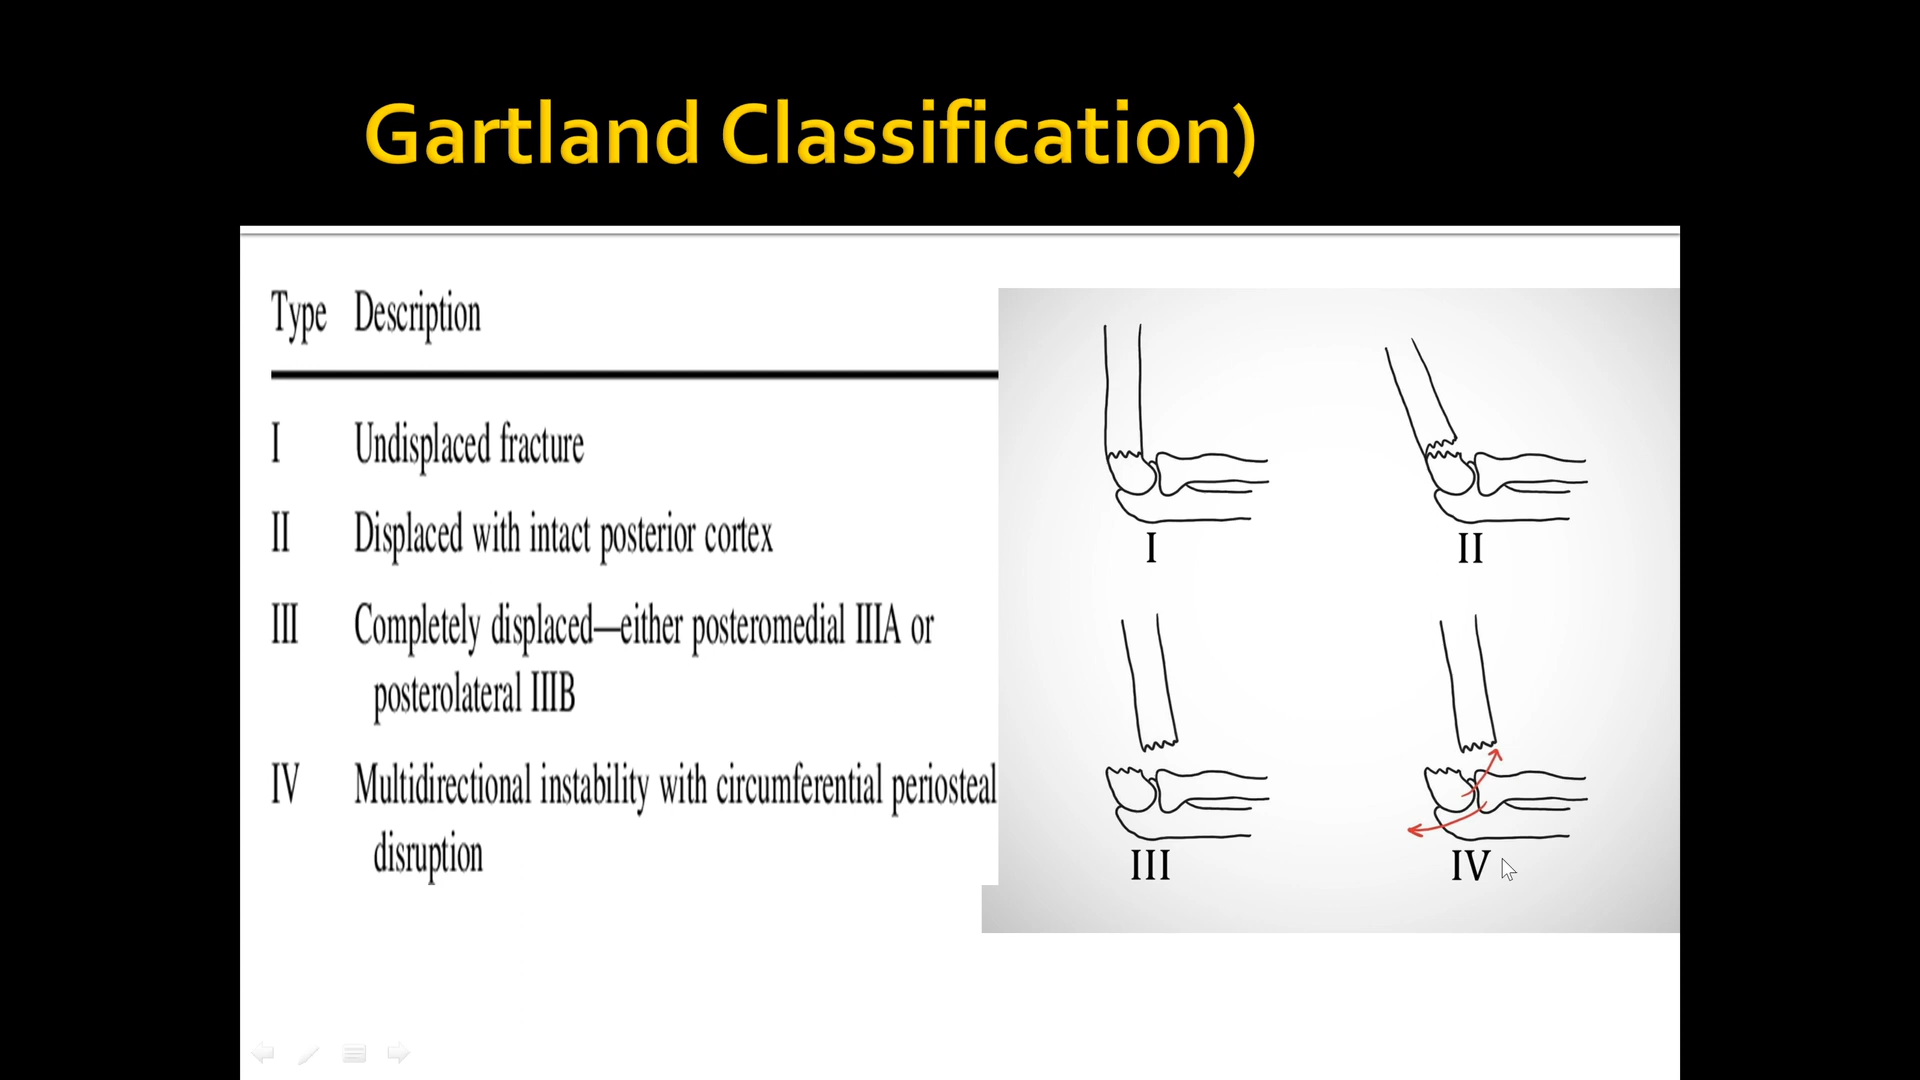 Gartland Classification)
Type Description
I Undisplaced fracture
II Displaced with intact posterior cortex
III Completely displaced—either posteromedial IIIA or
posterolateral IIIB
IV Multidirectional instability with circumferential periosteal
disruption
I
II
III
IV